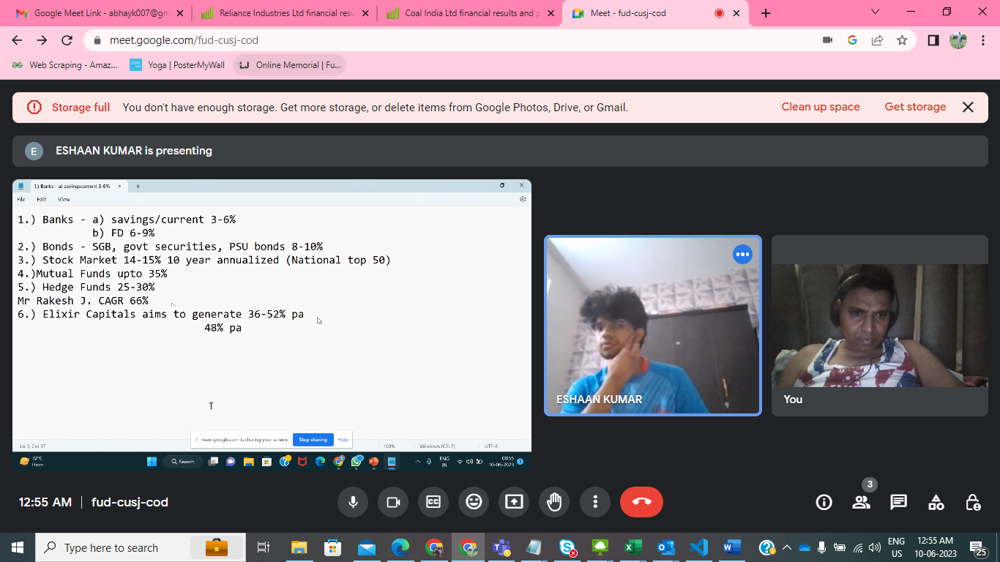 Google Meet Link - abhayk007@gm
Reliance Industries Ltd financial resu
Coal India Ltd financial results and p
Meet - fud-cusj-cod
meet.google.com/fud-cusj-cod
Web Scraping - Amaz...
Yoga | PosterMyWall
Online Memorial | Fu...
Storage full You don't have enough storage. Get more storage, or delete items from Google Photos, Drive, or Gmail. Clean up space Get storage
E ESHAAN KUMAR is presenting
1.) Banks - a) savingscurrent 3-6%
File Edit View
1.) Banks - a) savings/current 3-6%
b) FD 6-9%
2.) Bonds - SGB, govt securities, PSU bonds 8-10%
3.) Stock Market 14-15% 10 year annualized (National top 50)
4.)Mutual Funds upto 35%
5.) Hedge Funds 25-30%
Mr Rakesh J. CAGR 66%
6.) Elixir Capitals aims to generate 36-52% pa
48% pa
meet.google.com is sharing your screen. Stop sharing Hide
Ln 9, Col 37 100% Windows (CRLF) UTF-8
32°C
Haze
Search
ENG
IN
00:55
10-06-2023
ESHAAN KUMAR
You
12:55 AM | fud-cusj-cod
3
Type here to search
ENG
US
12:55 AM
10-06-2023
25